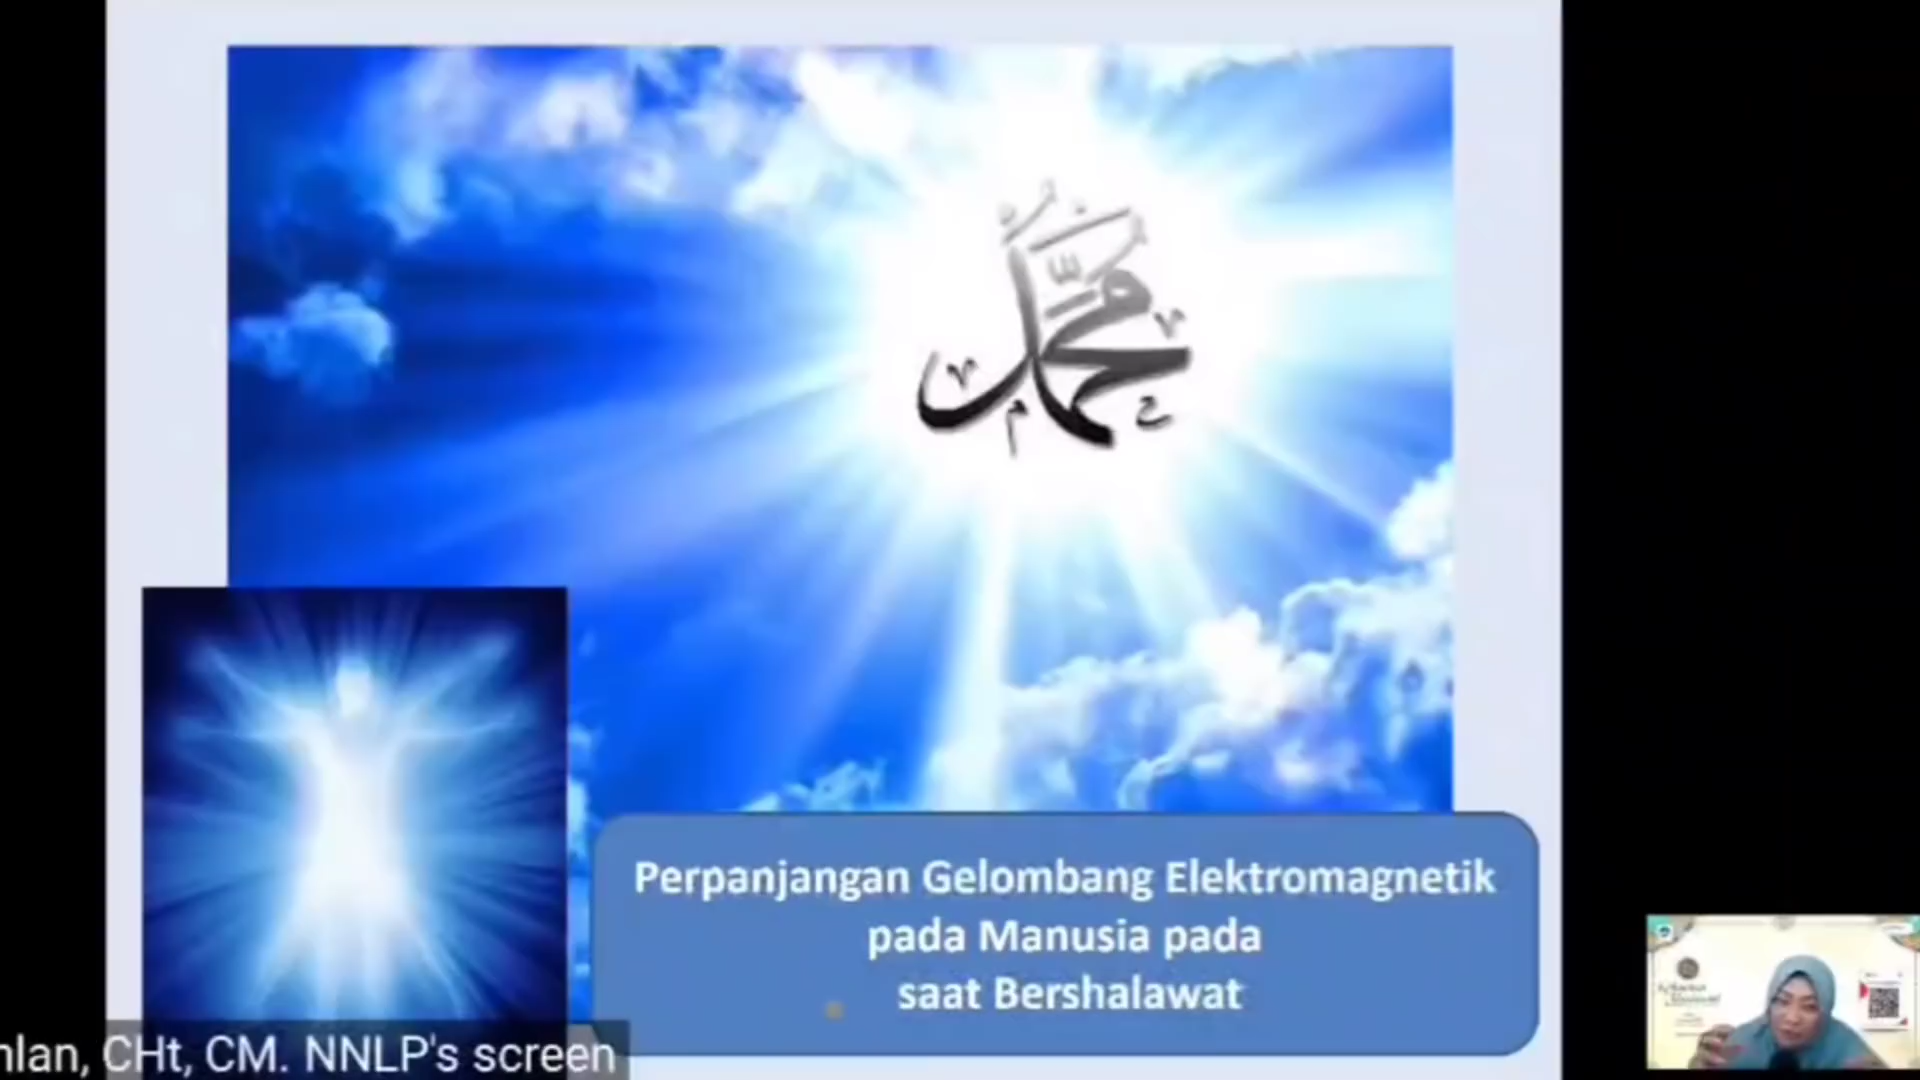 محمد
Perpanjangan Gelombang Elektromagnetik
pada Manusia pada
saat Bershalawat
CHt, CM. NNLP's screen